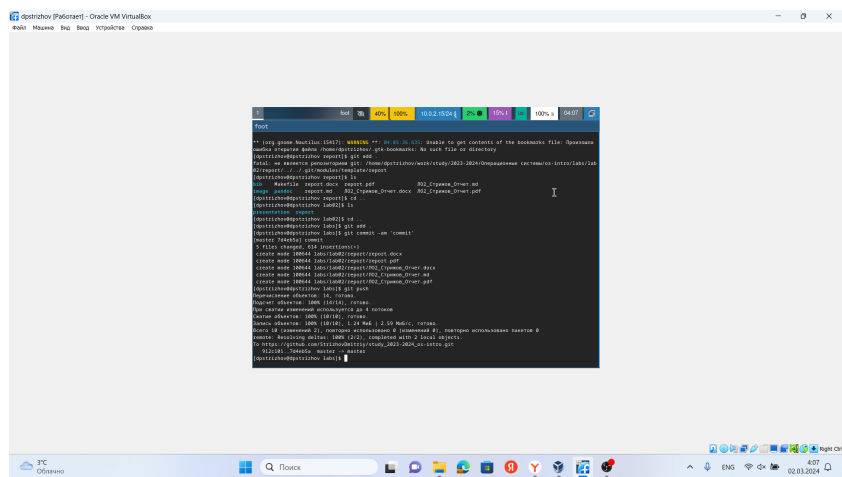 dpstrizhov [Работает] - Oracle VM VirtualBox
Файл Машина Вид Ввод Устройства Справка
1 foot 40% 100% 10.0.2.15/24 2% 15% 100% 04:07
foot
** (org.gnome.Nautilus:15417): WARNING **: 04:05:36.635: Unable to get contents of the bookmarks file: Произошла
ошибка открытия файла /home/dpstrizhov/.gtk-bookmarks: No such file or directory
[dpstrizhov@dpstrizhov report]$ git add .
fatal: не является репозиторием git: /home/dpstrizhov/work/study/2023-2024/Операционные системы/os-intro/labs/lab
02/report/../../.git/modules/template/report
[dpstrizhov@dpstrizhov report]$ ls
bib Makefile report.docx report.pdf ЛО2_Стрижов_Отчет.md
image pandoc report.md ЛО2_Стрижов_Отчет.docx ЛО2_Стрижов_Отчет.pdf
[dpstrizhov@dpstrizhov report]$ cd ..
[dpstrizhov@dpstrizhov lab02]$ ls
presentation report
[dpstrizhov@dpstrizhov lab02]$ cd ..
[dpstrizhov@dpstrizhov labs]$ git add .
[dpstrizhov@dpstrizhov labs]$ git commit -am 'commit'
[master 7d4eb5a] commit
5 files changed, 614 insertions(+)
create mode 100644 labs/lab02/report/report.docx
create mode 100644 labs/lab02/report/report.pdf
create mode 100644 labs/lab02/report/ЛО2_Стрижов_Отчет.docx
create mode 100644 labs/lab02/report/ЛО2_Стрижов_Отчет.md
create mode 100644 labs/lab02/report/ЛО2_Стрижов_Отчет.pdf
[dpstrizhov@dpstrizhov labs]$ git push
Перечисление объектов: 14, готово.
Подсчет объектов: 100% (14/14), готово.
При сжатии изменений используется до 4 потоков
Сжатие объектов: 100% (10/10), готово.
Запись объектов: 100% (10/10), 1.24 МиБ | 2.59 МиБ/с, готово.
Всего 10 (изменений 2), повторно использовано 0 (изменений 0), повторно использовано пакетов 0
remote: Resolving deltas: 100% (2/2), completed with 2 local objects.
To https://github.com/StrizhovDmitriy/study_2023-2024_os-intro.git
912c101..7d4eb5a master -> master
[dpstrizhov@dpstrizhov labs]$
Right Ctrl
3°C
Облачно
Поиск
ENG
4:07
02.03.2024